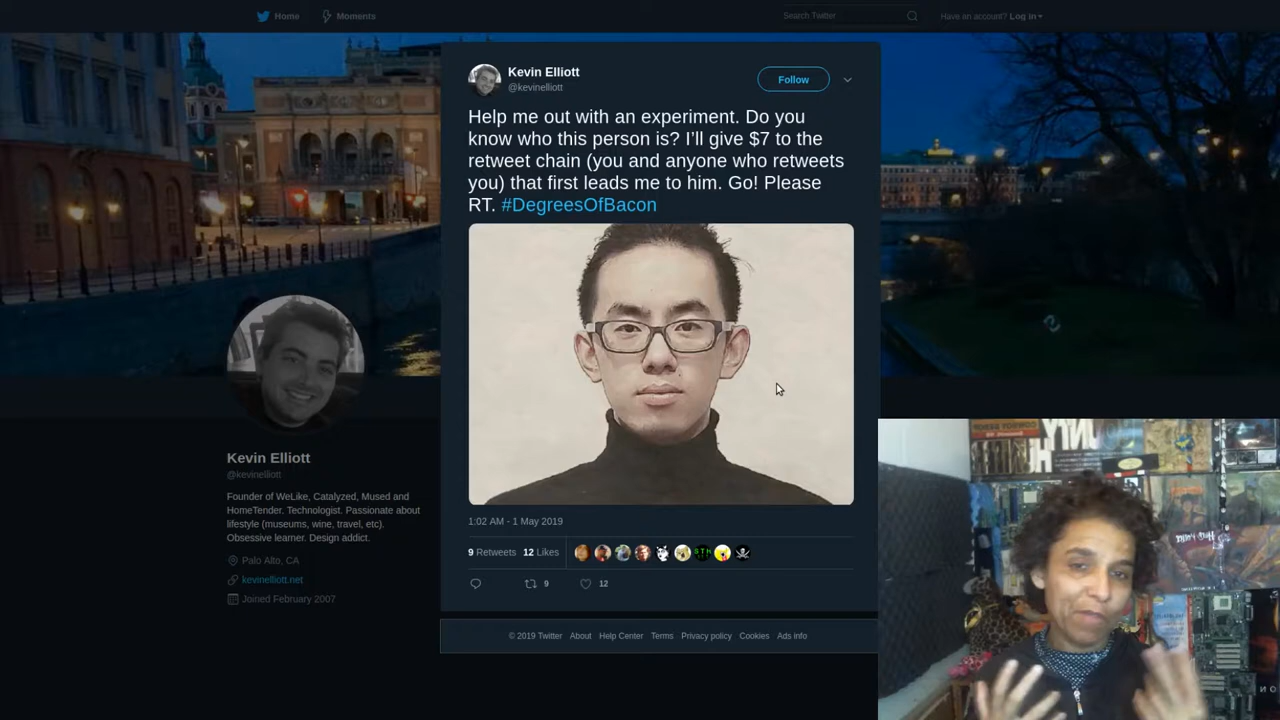 Home
Moments
Search Twitter
Have an account? Log in
Kevin Elliott
@kevinelliott
Follow
Help me out with an experiment. Do you
know who this person is? I'll give $7 to the
retweet chain (you and anyone who retweets
you) that first leads me to him. Go! Please
RT. #DegreesOfBacon
1:02 AM - 1 May 2019
9 Retweets 12 Likes
9
12
© 2019 Twitter About Help Center Terms Privacy policy Cookies Ads info
Kevin Elliott
@kevinelliott
Founder of WeLike, Catalyzed, Mused and
HomeTender. Technologist. Passionate about
lifestyle (museums, wine, travel, etc).
Obsessive learner. Design addict.
Palo Alto, CA
kevinelliott.net
Joined February 2007